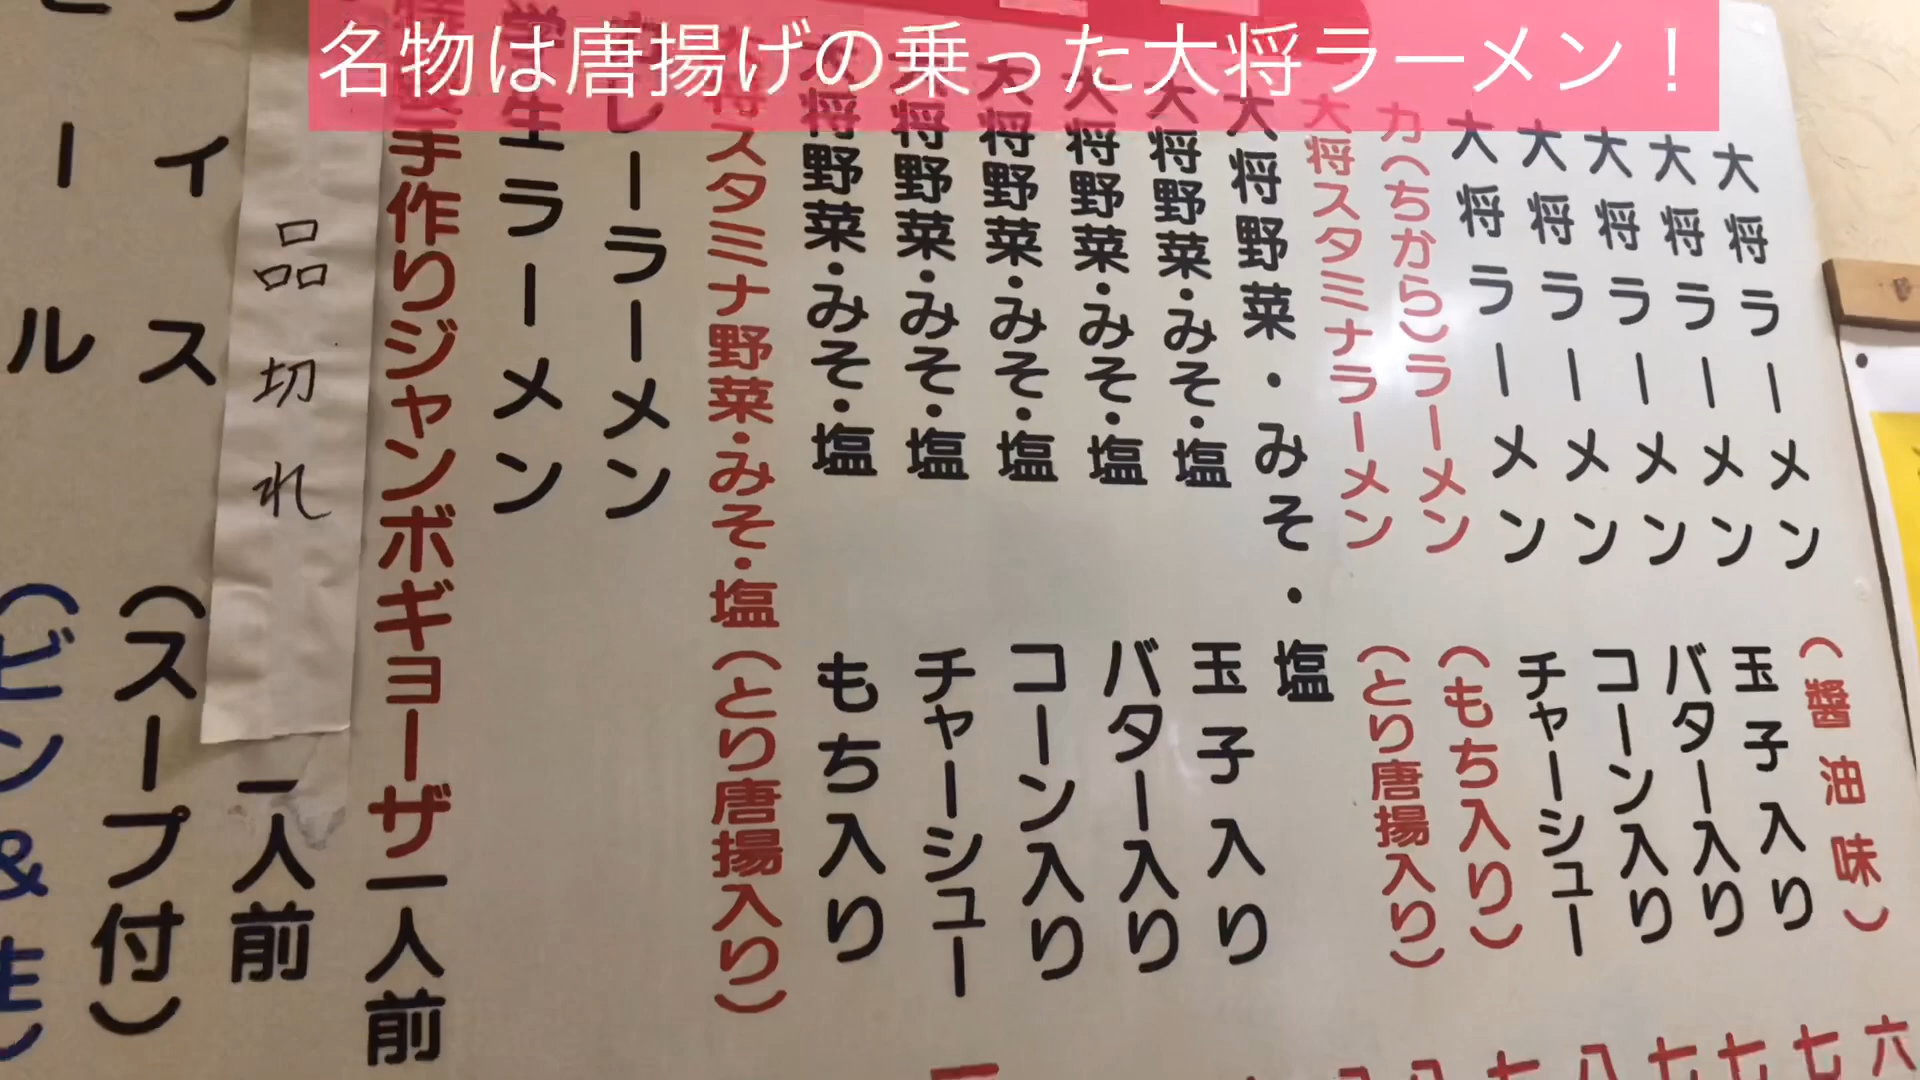 名物は唐揚げの乗った大将ラーメン！
大将ラーメン（醬油味）
大将ラーメン 玉子入り
大将ラーメン バター入り
大将ラーメン コーン入り
大将ラーメン チャーシュー
力（ちから）ラーメン（もち入り）
大将スタミナラーメン（とり唐揚入り）
大将野菜・みそ・塩
大将野菜・みそ・塩 玉子入り
大将野菜・みそ・塩 バター入り
大将野菜・みそ・塩 コーン入り
大将野菜・みそ・塩 チャーシュー
大将野菜・みそ・塩 もち入り
大将スタミナ野菜・みそ・塩（とり唐揚入り）
レーラーメン
学生ラーメン
手作りジャンボギョーザ一人前
品切れ
一人前
イス（スープ付）
ール（ビン&生）